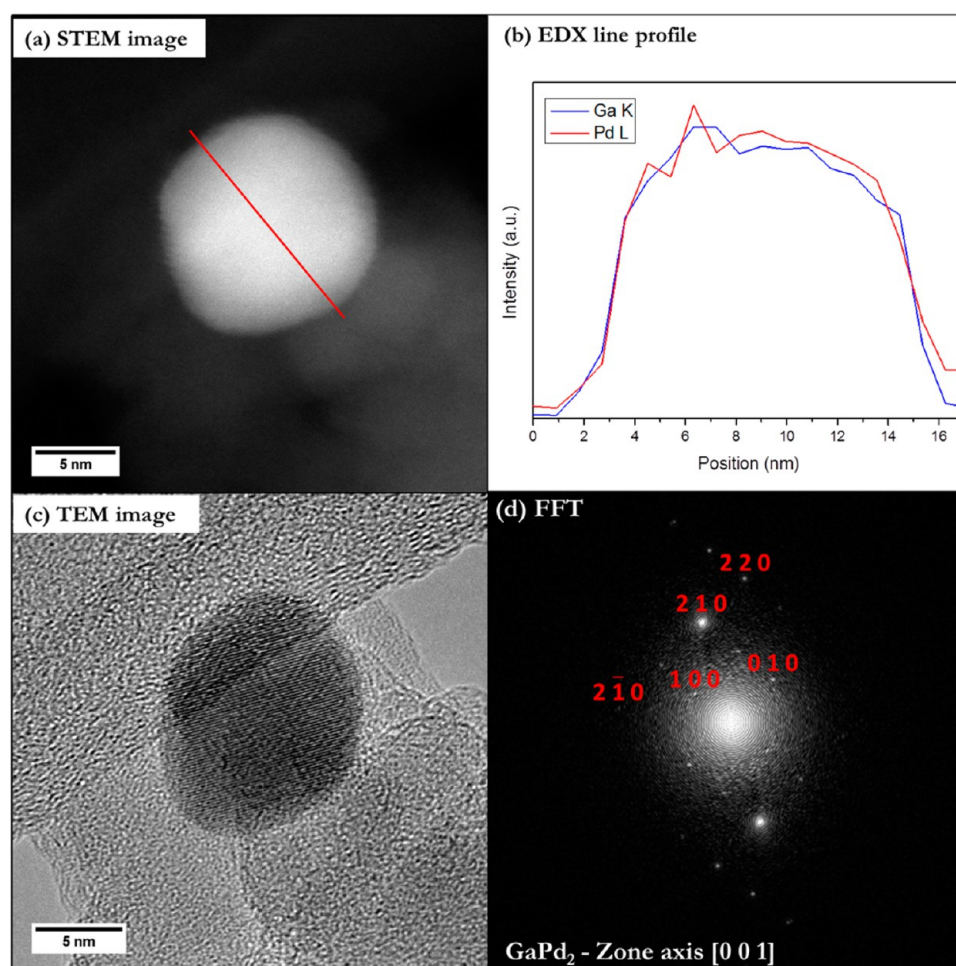 (a) STEM image
5 nm
(b) EDX line profile
Ga K
Pd L
Intensity (a.u.)
0 2 4 6 8 10 12 14 16
Position (nm)
(c) TEM image
5 nm
(d) FFT
2 2 0
2 1 0
0 1 0
1 0 0
2 1̄ 0
GaPd₂ - Zone axis [0 0 1]